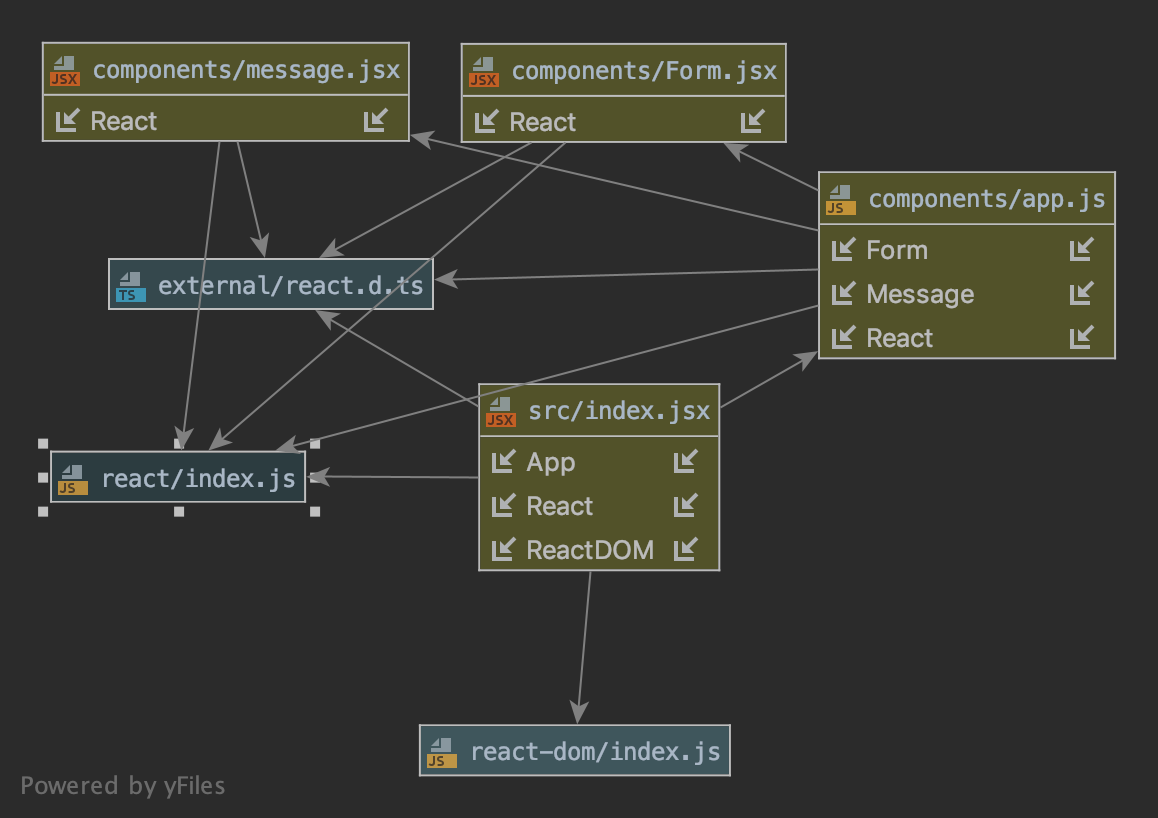 JSX components/message.jsx
React
JSX components/Form.jsx
React
JS components/app.js
Form
Message
React
TS external/react.d.ts
JSX src/index.jsx
App
React
ReactDOM
JS react/index.js
JS react-dom/index.js
Powered by yFiles